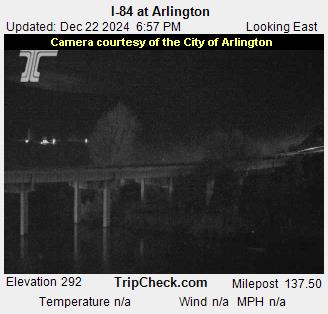 I-84 at Arlington
Updated: Dec 22 2024 6:57 PM Looking East
Camera courtesy of the City of Arlington
Elevation 292 TripCheck.com Milepost 137.50
Temperature n/a Wind n/a MPH n/a